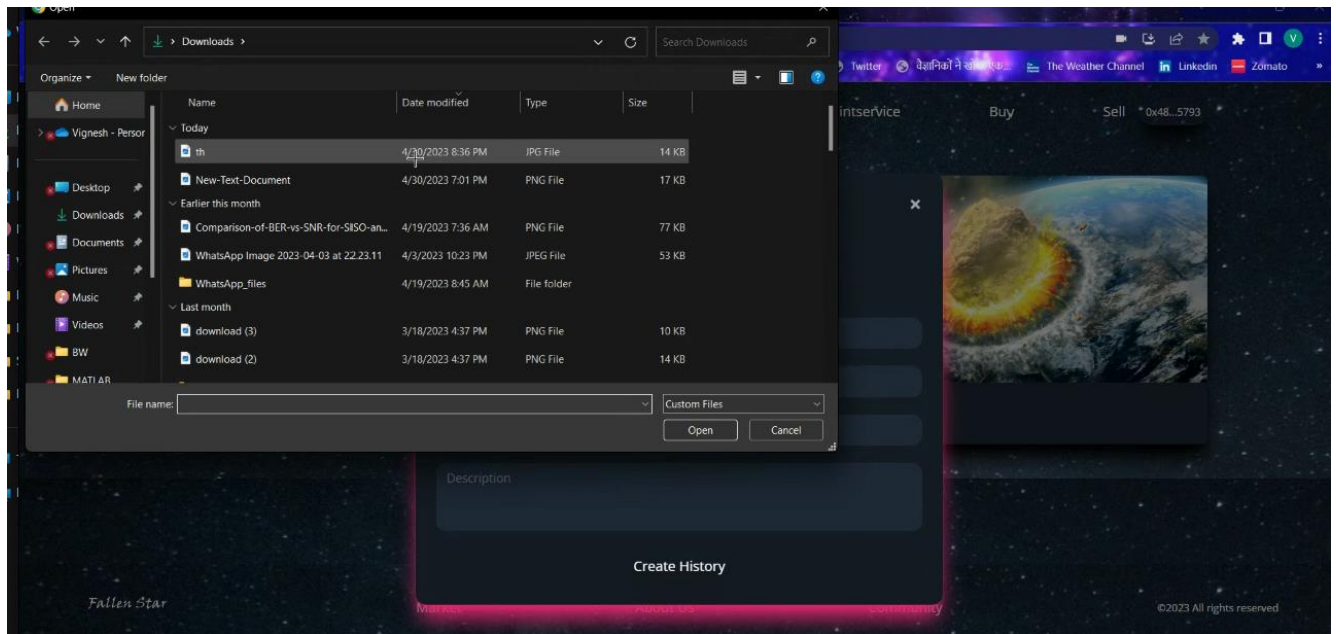 Open
Downloads
Search Downloads
Organize
New folder
Home
Vignesh - Persor
Desktop
Downloads
Documents
Pictures
Music
Videos
BW
MATLAB
Name Date modified Type Size
Today
th 4/30/2023 8:36 PM JPG File 14 KB
New-Text-Document 4/30/2023 7:01 PM PNG File 17 KB
Earlier this month
Comparison-of-BER-vs-SNR-for-SISO-an... 4/19/2023 7:36 AM PNG File 77 KB
WhatsApp Image 2023-04-03 at 22.23.11 4/3/2023 10:23 PM JPEG File 53 KB
WhatsApp_files 4/19/2023 8:45 AM File folder
Last month
download (3) 3/18/2023 4:37 PM PNG File 10 KB
download (2) 3/18/2023 4:37 PM PNG File 14 KB
File name:
Custom Files
Open Cancel
V
Twitter वैज्ञानिकों ने The Weather Channel Linkedin Zomato
intservice Buy Sell 0x48...5793
Description
Create History
Fallen Star
Market About Us Community
©2023 All rights reserved